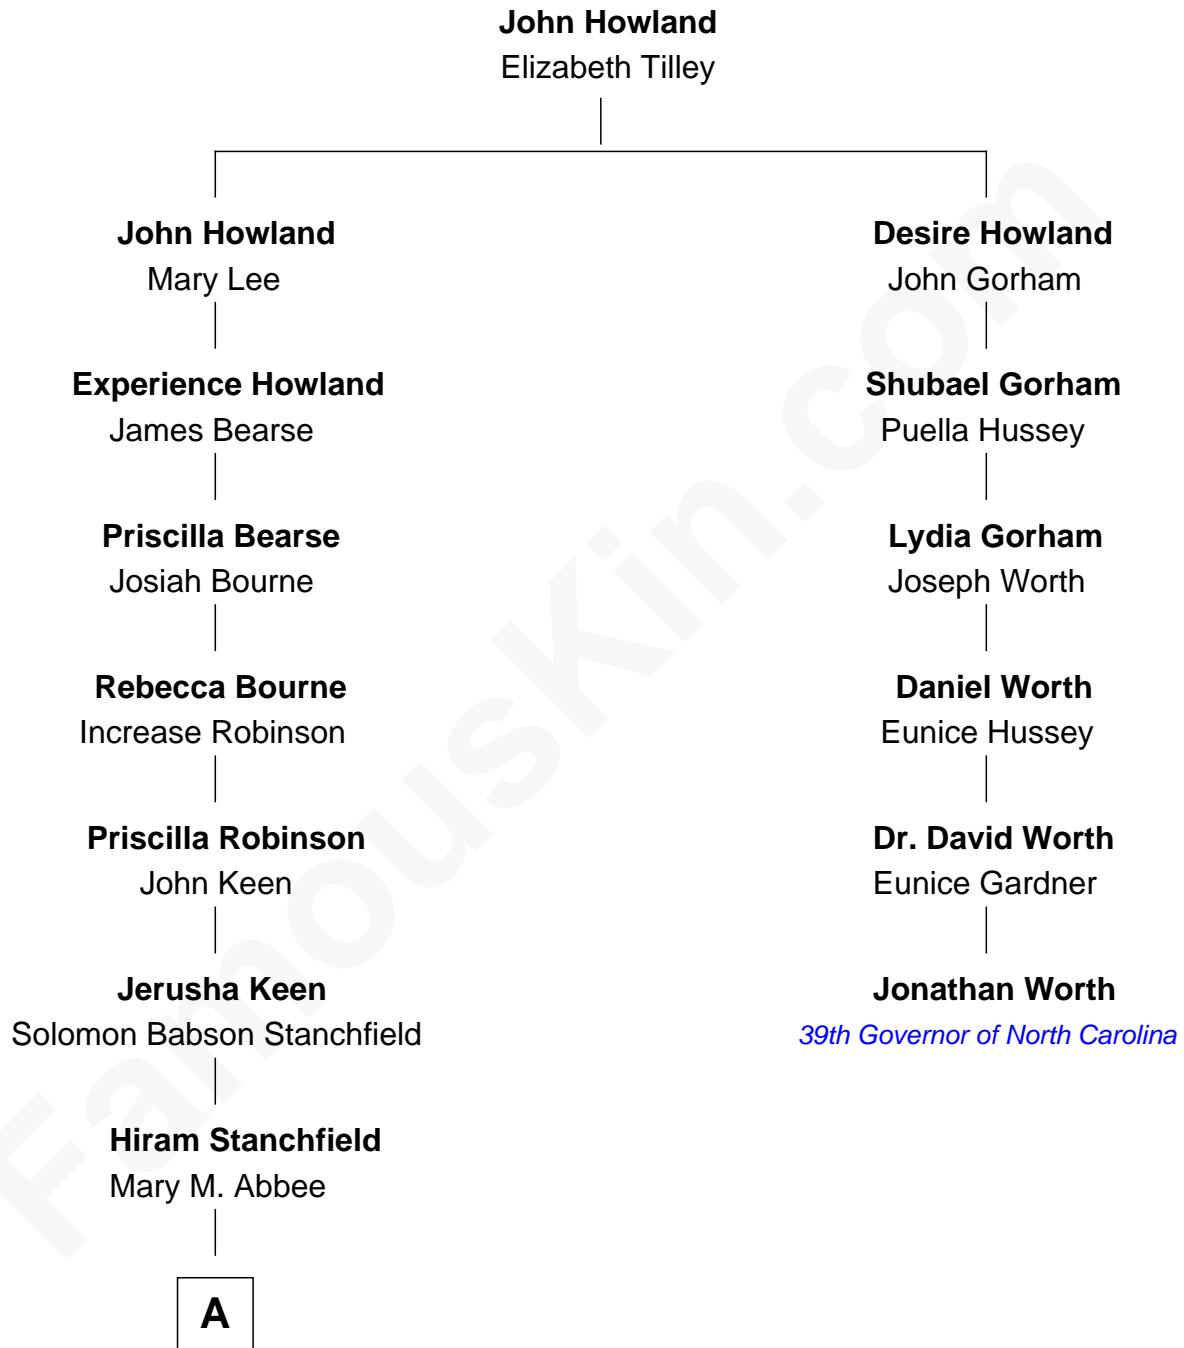 John Howland
Elizabeth Tilley
John Howland
Mary Lee
Desire Howland
John Gorham
Experience Howland
James Bearse
Shubael Gorham
Puella Hussey
Priscilla Bearse
Josiah Bourne
Lydia Gorham
Joseph Worth
Rebecca Bourne
Increase Robinson
Daniel Worth
Eunice Hussey
Priscilla Robinson
John Keen
Dr. David Worth
Eunice Gardner
Jerusha Keen
Solomon Babson Stanchfield
Jonathan Worth
39th Governor of North Carolina
Hiram Stanchfield
Mary M. Abbee
A
FamousKin.com